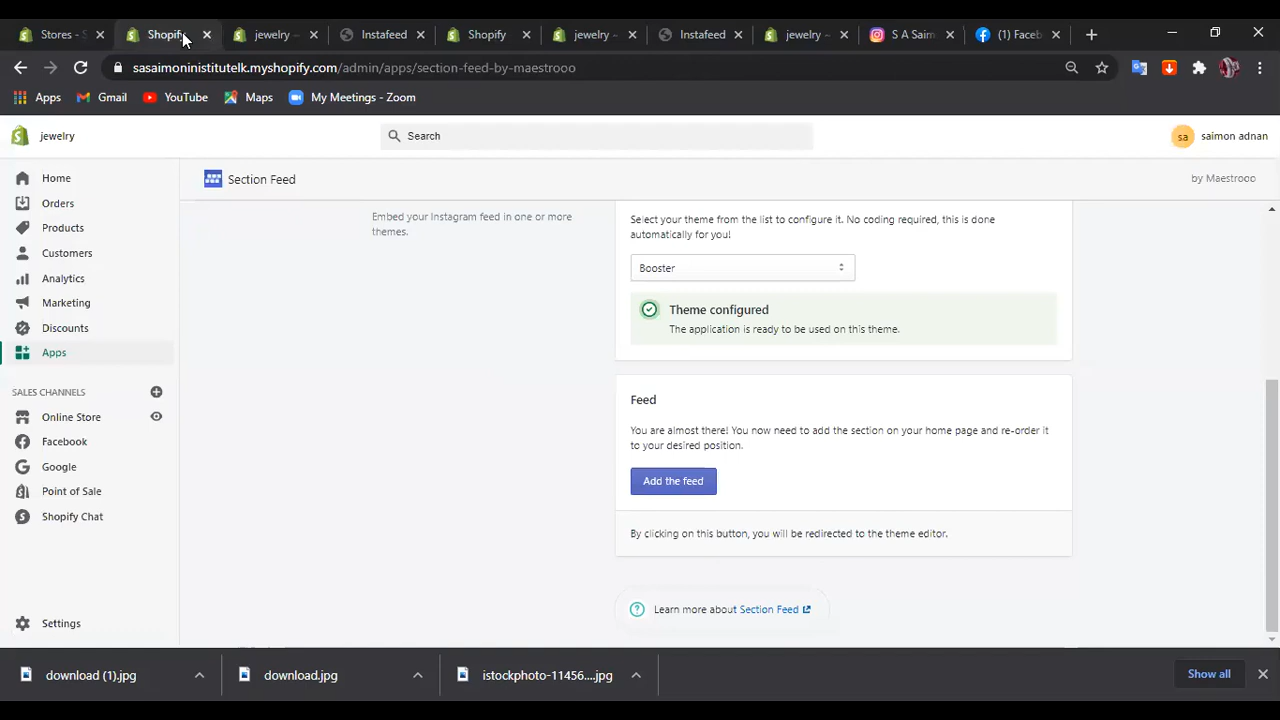 Stores - S
Shopify
jewelry –
Instafeed
Shopify
jewelry –
Instafeed
jewelry –
S A Saim
(1) Faceb
sasaimoninistitutelk.myshopify.com/admin/apps/section-feed-by-maestrooo
Apps
Gmail
YouTube
Maps
My Meetings - Zoom
jewelry
Search
sa
saimon adnan
Home
Orders
Products
Customers
Analytics
Marketing
Discounts
Apps
SALES CHANNELS
Online Store
Facebook
Google
Point of Sale
Shopify Chat
Settings
Section Feed
by Maestrooo
Embed your Instagram feed in one or more
themes.
Select your theme from the list to configure it. No coding required, this is done
automatically for you!
Booster
Theme configured
The application is ready to be used on this theme.
Feed
You are almost there! You now need to add the section on your home page and re-order it
to your desired position.
Add the feed
By clicking on this button, you will be redirected to the theme editor.
Learn more about Section Feed
download (1).jpg
download.jpg
istockphoto-11456....jpg
Show all